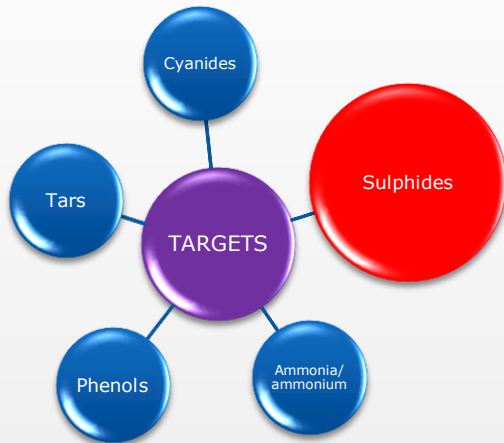 Cyanides
Sulphides
Tars
TARGETS
Phenols
Ammonia/
ammonium